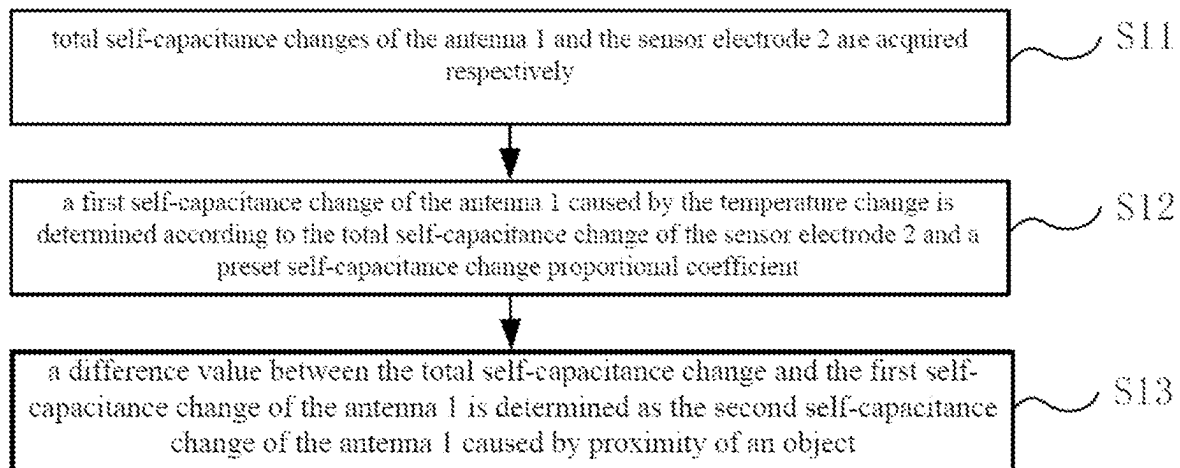 total self-capacitance changes of the antenna 1 and the sensor electrode 2 are acquired
respectively
S11
a first self-capacitance change of the antenna 1 caused by the temperature change is
determined according to the total self-capacitance change of the sensor electrode 2 and a
preset self-capacitance change proportional coefficient
S12
a difference value between the total self-capacitance change and the first self-
capacitance change of the antenna 1 is determined as the second self-capacitance
change of the antenna 1 caused by proximity of an object
S13